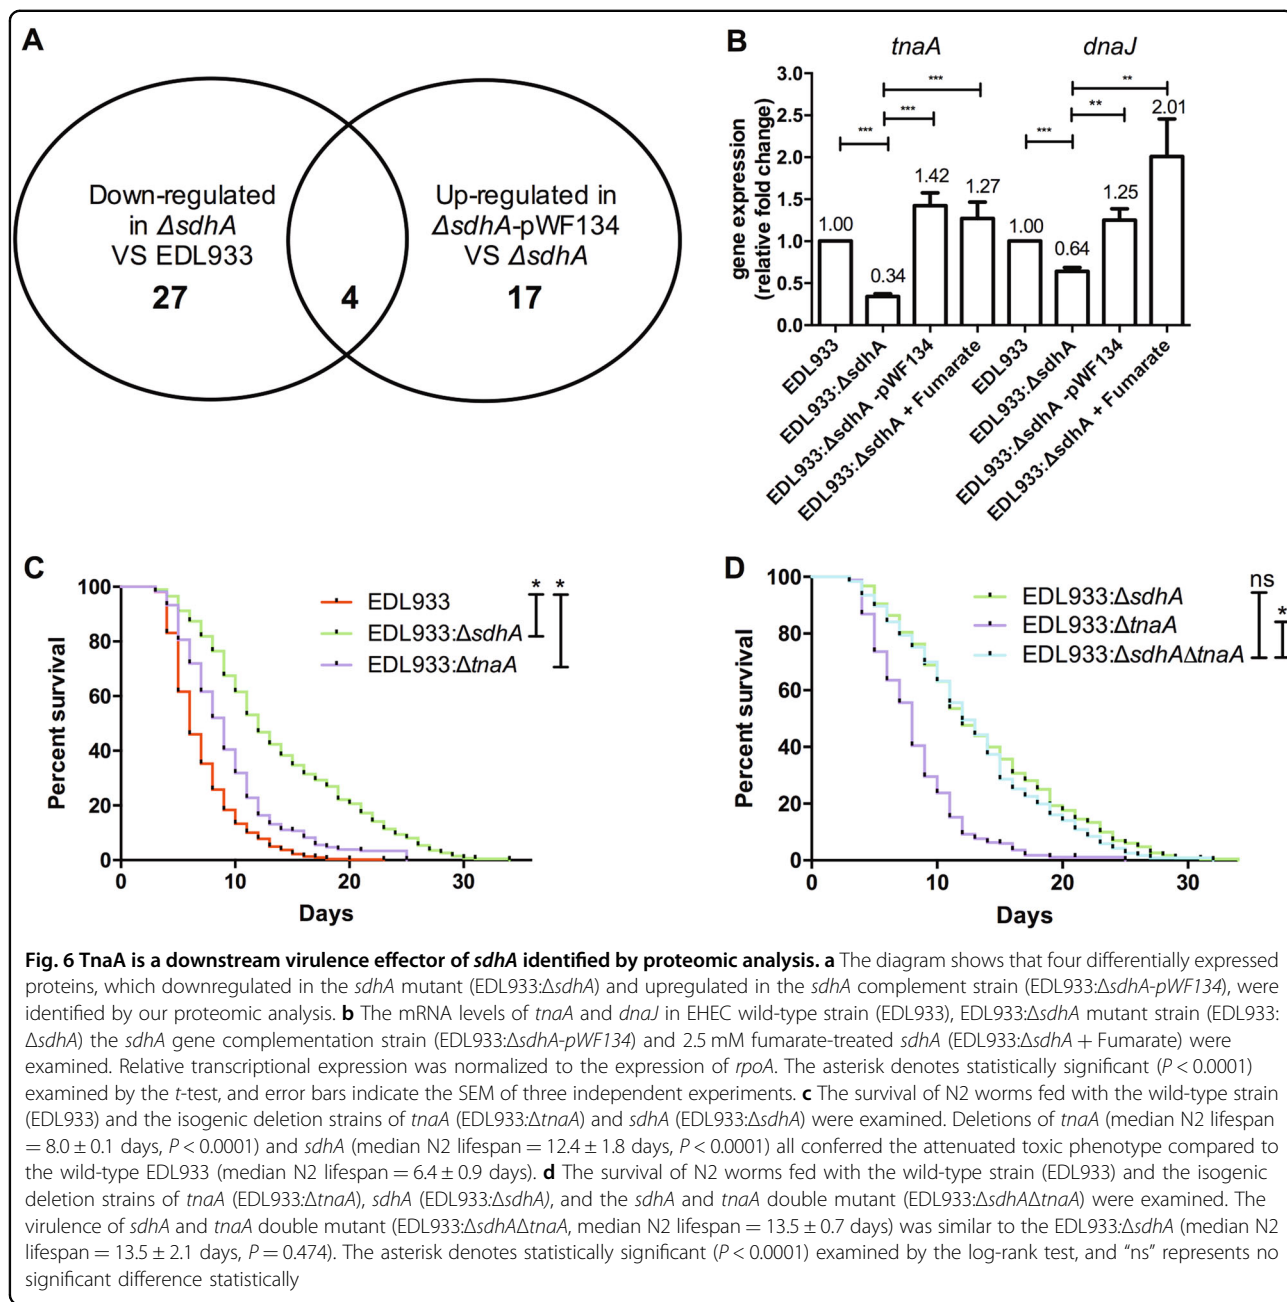 A
Down-regulated
in ΔsdhA
VS EDL933
27
4
Up-regulated in
ΔsdhA-pWF134
VS ΔsdhA
17
B
tnaA
dnaJ
gene expression
(relative fold change)
3.0
2.5
2.0
1.5
1.0
0.5
0.0
***
***
***
**
**
***
1.00
0.34
1.42
1.27
1.00
0.64
1.25
2.01
EDL933
EDL933:ΔsdhA
EDL933:ΔsdhA -pWF134
EDL933:ΔsdhA + Fumarate
EDL933
EDL933:ΔsdhA
EDL933:ΔsdhA -pWF134
EDL933:ΔsdhA + Fumarate
C
Percent survival
100
80
60
40
20
0
0 10 20 30
Days
EDL933
EDL933:ΔsdhA
EDL933:ΔtnaA
* *
D
Percent survival
100
80
60
40
20
0
0 10 20 30
Days
EDL933:ΔsdhA
EDL933:ΔtnaA
EDL933:ΔsdhAΔtnaA
ns
*
Fig. 6 TnaA is a downstream virulence effector of sdhA identified by proteomic analysis. a The diagram shows that four differentially expressed
proteins, which downregulated in the sdhA mutant (EDL933:ΔsdhA) and upregulated in the sdhA complement strain (EDL933:ΔsdhA-pWF134), were
identified by our proteomic analysis. b The mRNA levels of tnaA and dnaJ in EHEC wild-type strain (EDL933), EDL933:ΔsdhA mutant strain (EDL933:
ΔsdhA) the sdhA gene complementation strain (EDL933:ΔsdhA-pWF134) and 2.5 mM fumarate-treated sdhA (EDL933:ΔsdhA + Fumarate) were
examined. Relative transcriptional expression was normalized to the expression of rpoA. The asterisk denotes statistically significant (P < 0.0001)
examined by the t-test, and error bars indicate the SEM of three independent experiments. c The survival of N2 worms fed with the wild-type strain
(EDL933) and the isogenic deletion strains of tnaA (EDL933:ΔtnaA) and sdhA (EDL933:ΔsdhA) were examined. Deletions of tnaA (median N2 lifespan
= 8.0 ± 0.1 days, P < 0.0001) and sdhA (median N2 lifespan = 12.4 ± 1.8 days, P < 0.0001) all conferred the attenuated toxic phenotype compared to
the wild-type EDL933 (median N2 lifespan = 6.4 ± 0.9 days). d The survival of N2 worms fed with the wild-type strain (EDL933) and the isogenic
deletion strains of tnaA (EDL933:ΔtnaA), sdhA (EDL933:ΔsdhA), and the sdhA and tnaA double mutant (EDL933:ΔsdhAΔtnaA) were examined. The
virulence of sdhA and tnaA double mutant (EDL933:ΔsdhAΔtnaA, median N2 lifespan = 13.5 ± 0.7 days) was similar to the EDL933:ΔsdhA (median N2
lifespan = 13.5 ± 2.1 days, P = 0.474). The asterisk denotes statistically significant (P < 0.0001) examined by the log-rank test, and “ns” represents no
significant difference statistically